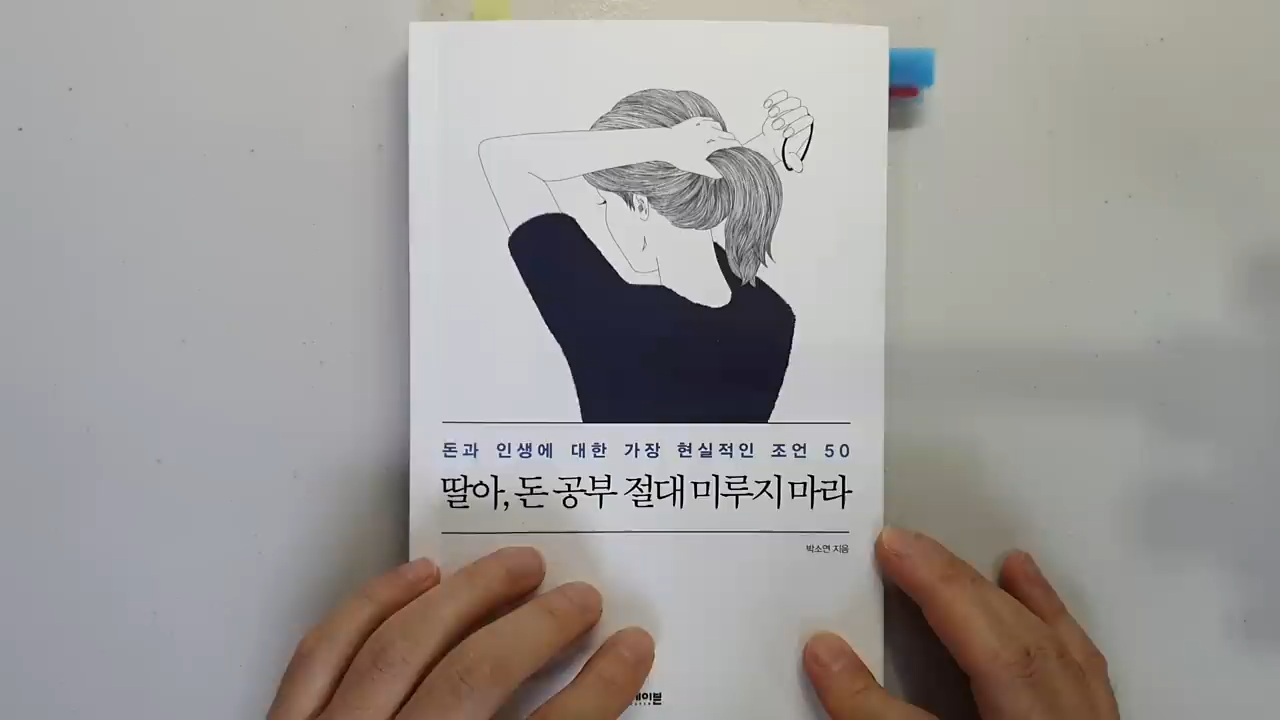 돈과 인생에 대한 가장 현실적인 조언 50
딸아, 돈 공부 절대 미루지 마라
박소연 지음